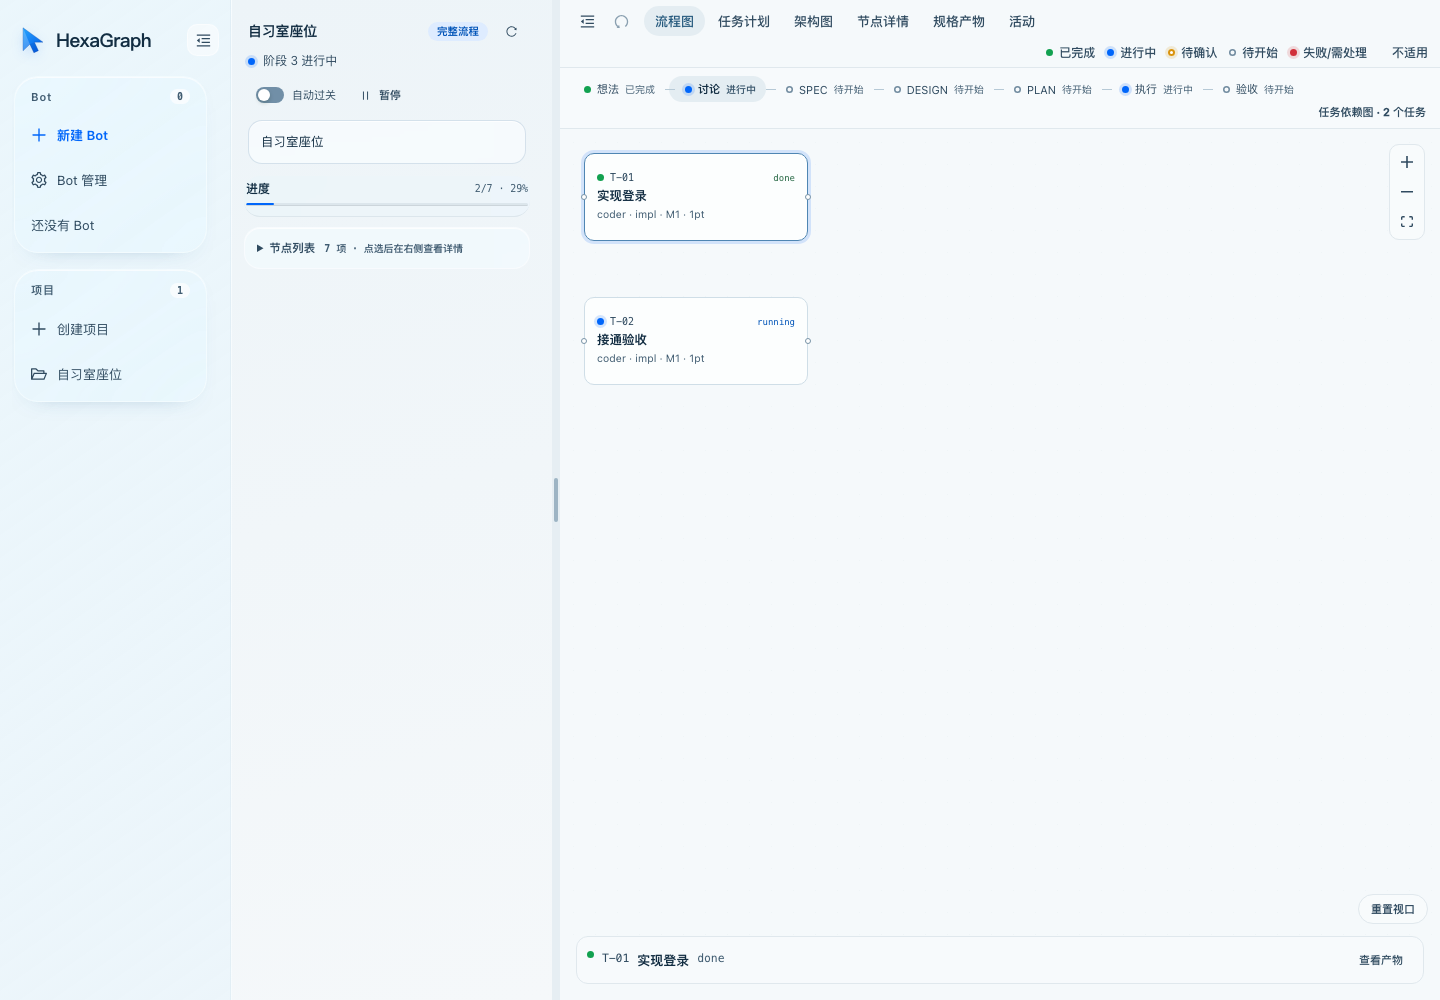 HexaGraph
Bot 0
新建 Bot
Bot 管理
还没有 Bot
项目 1
创建项目
自习室座位
自习室座位 完整流程
阶段 3 进行中
自动过关 暂停
自习室座位
进度 2/7 · 29%
节点列表 7 项 · 点选后在右侧查看详情
流程图 任务计划 架构图 节点详情 规格产物 活动
已完成 进行中 待确认 待开始 失败/需处理 不适用
想法 已完成 讨论 进行中 SPEC 待开始 DESIGN 待开始 PLAN 待开始 执行 进行中 验收 待开始
任务依赖图 · 2 个任务
T-01 done
实现登录
coder · impl · M1 · 1pt
T-02 running
接通验收
coder · impl · M1 · 1pt
重置视口
T-01 实现登录 done 查看产物